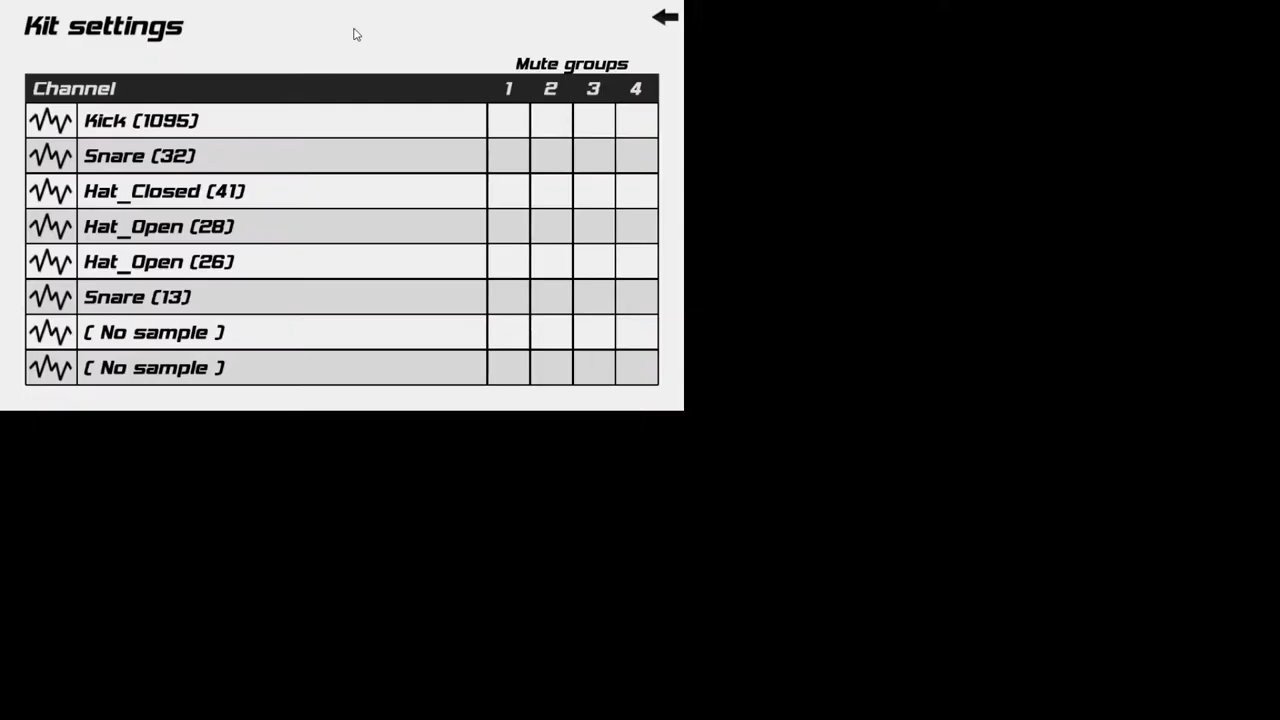 Kit settings
Mute groups
Channel 1 2 3 4
Kick (1095)
Snare (32)
Hat_Closed (41)
Hat_Open (28)
Hat_Open (26)
Snare (13)
( No sample )
( No sample )